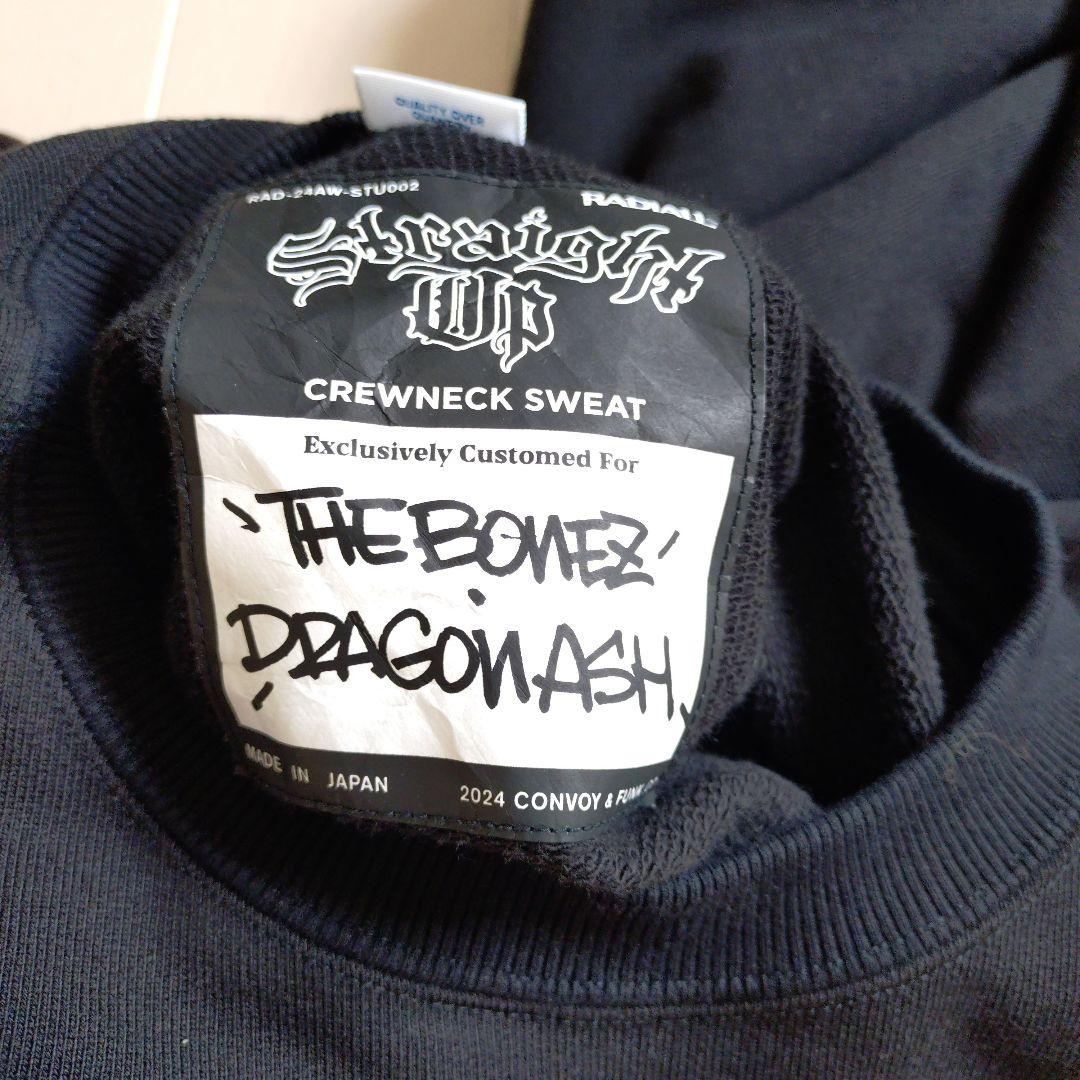 QUALITY OVER
RAD-24AW-STU002
RADIALL
Straight
Up
CREWNECK SWEAT
Exclusively Customed For
THE BONEZ
DRAGON ASH
MADE IN JAPAN
2024 CONVOY & FUNK